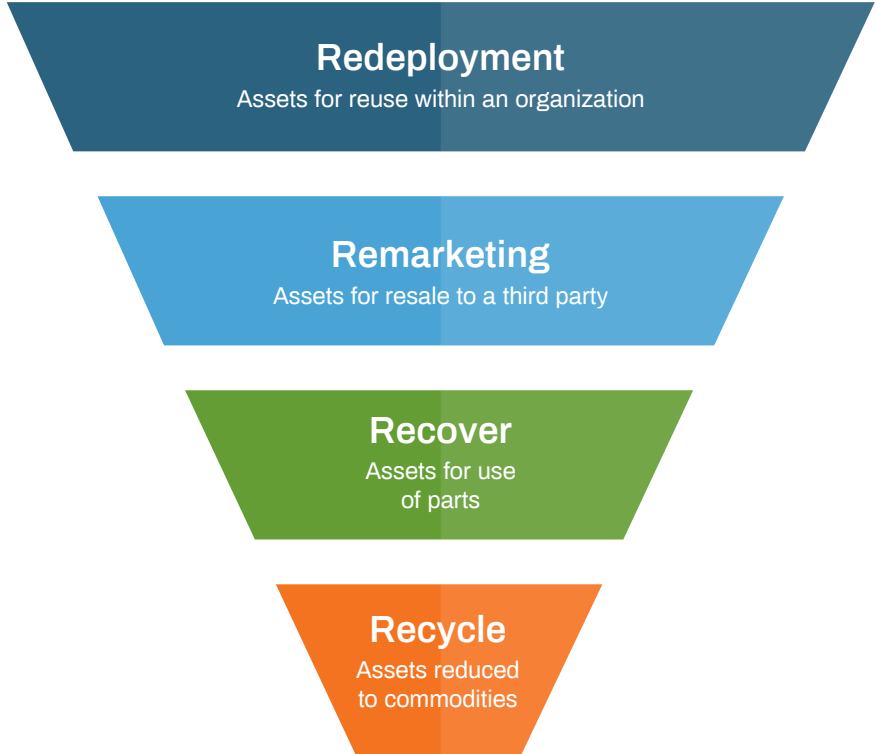 Redeployment
Assets for reuse within an organization
Remarketing
Assets for resale to a third party
Recover
Assets for use
of parts
Recycle
Assets reduced
to commodities